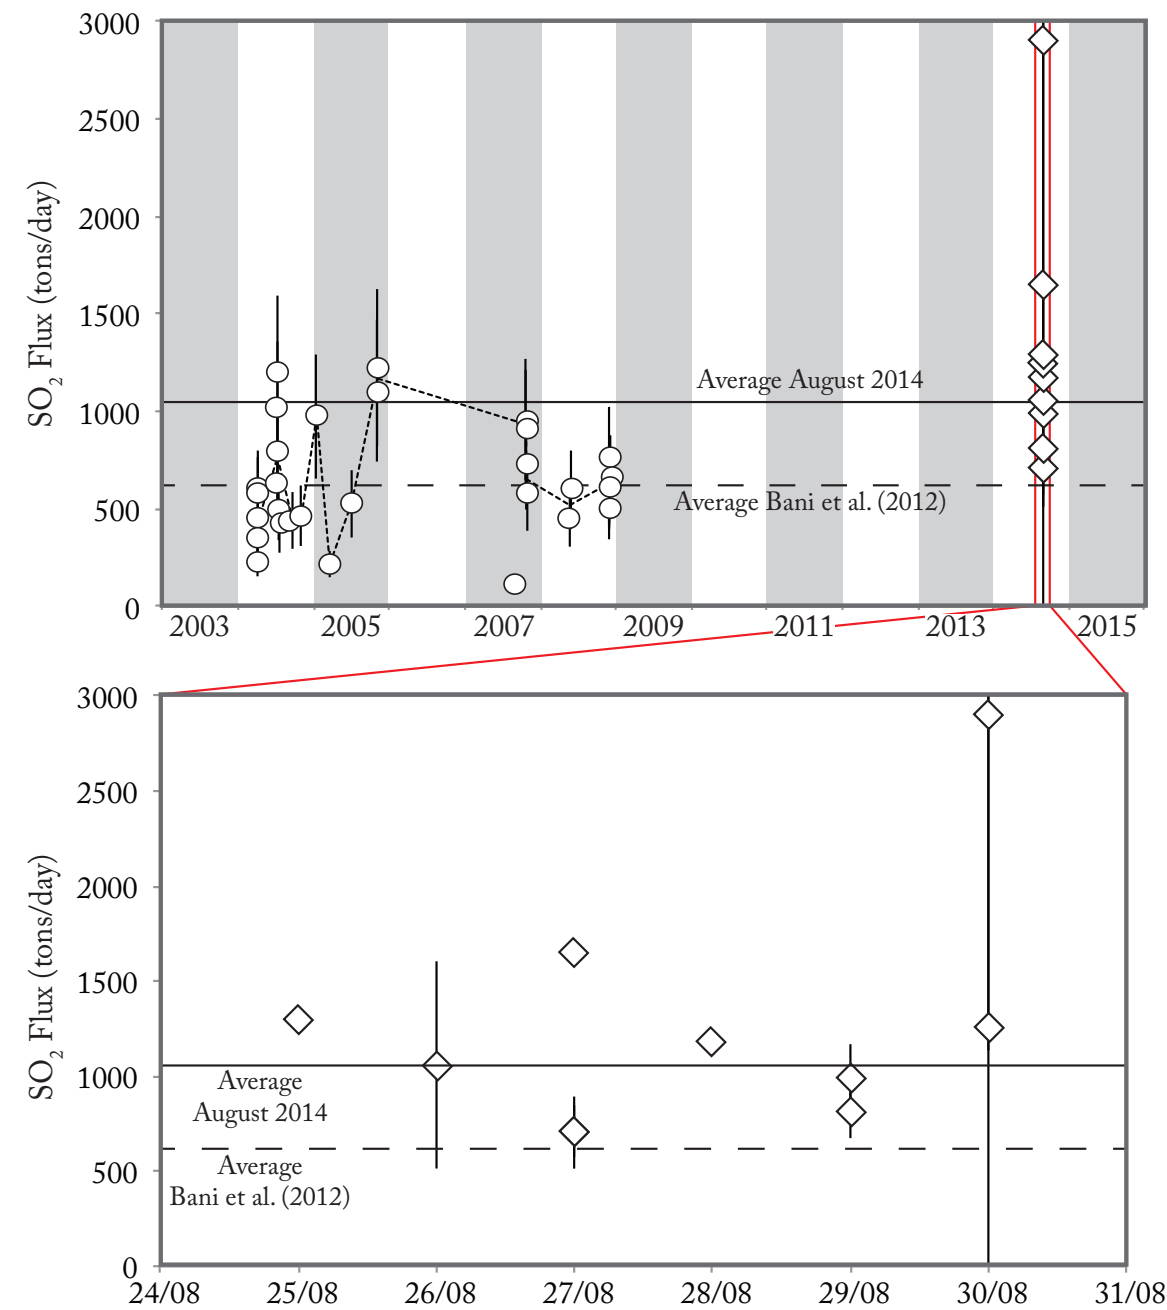 3000
2500
2000
1500
1000
500
0
SO₂ Flux (tons/day)
Average August 2014
Average Bani et al. (2012)
2003 2005 2007 2009 2011 2013 2015
3000
2500
2000
1500
1000
500
0
SO₂ Flux (tons/day)
Average
August 2014
Average
Bani et al. (2012)
24/08 25/08 26/08 27/08 28/08 29/08 30/08 31/08